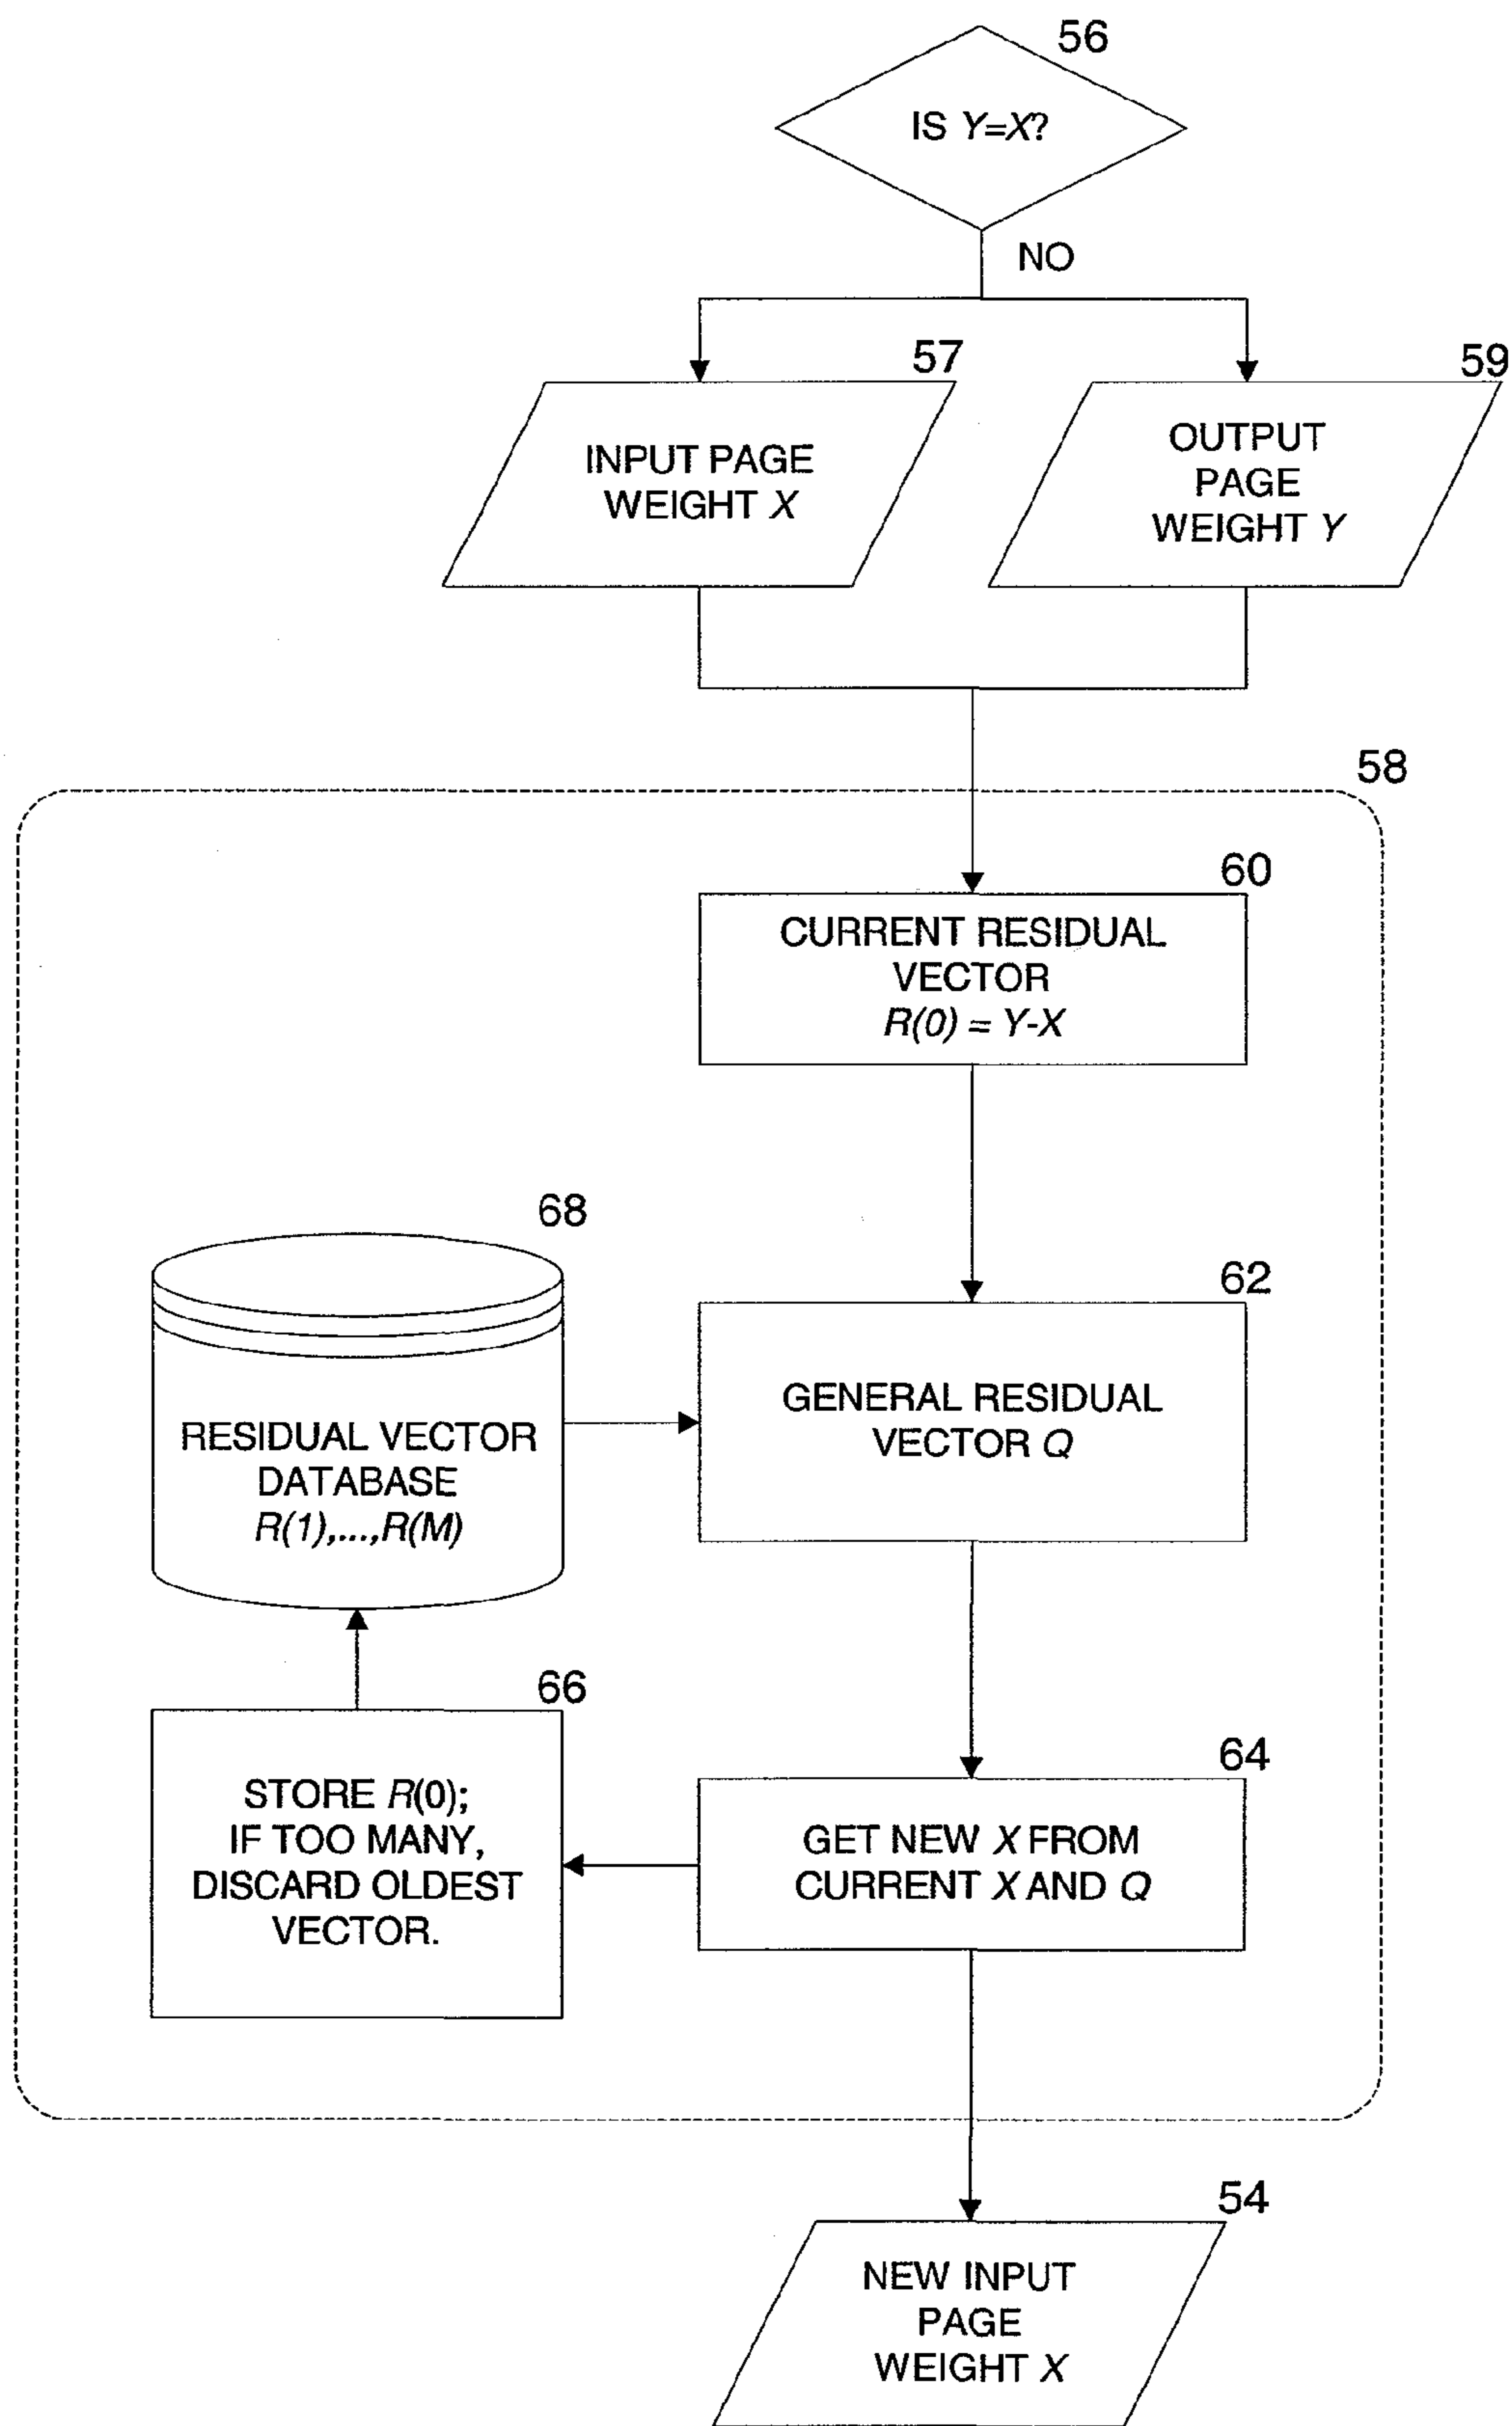 56
IS Y=X?
NO
57
INPUT PAGE
WEIGHT X
59
OUTPUT
PAGE
WEIGHT Y
58
60
CURRENT RESIDUAL
VECTOR
R(0) = Y-X
68
RESIDUAL VECTOR
DATABASE
R(1),...,R(M)
62
GENERAL RESIDUAL
VECTOR Q
66
STORE R(0);
IF TOO MANY,
DISCARD OLDEST
VECTOR.
64
GET NEW X FROM
CURRENT X AND Q
54
NEW INPUT
PAGE
WEIGHT X